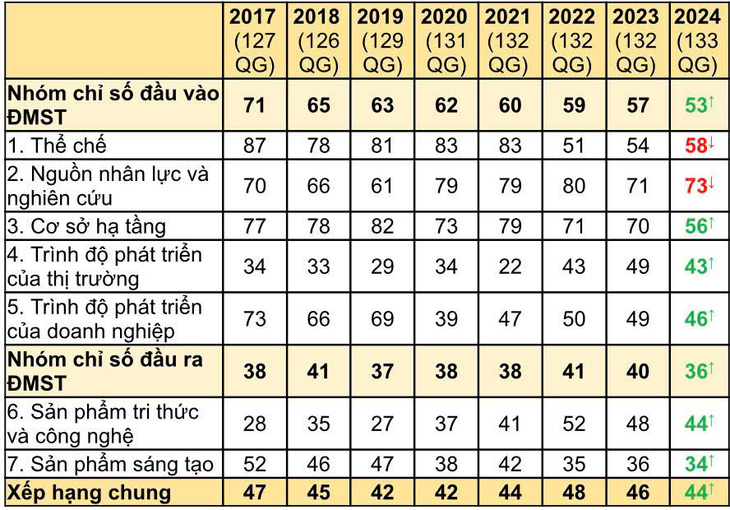 2017 2018 2019 2020 2021 2022 2023 2024
(127 (126 (129 (131 (132 (132 (132 (133
QG) QG) QG) QG) QG) QG) QG) QG)
Nhóm chỉ số đầu vào
ĐMST 71 65 63 62 60 59 57 53↑
1. Thể chế 87 78 81 83 83 51 54 58↓
2. Nguồn nhân lực và
nghiên cứu 70 66 61 79 79 80 71 73↓
3. Cơ sở hạ tầng 77 78 82 73 79 71 70 56↑
4. Trình độ phát triển
của thị trường 34 33 29 34 22 43 49 43↑
5. Trình độ phát triển
của doanh nghiệp 73 66 69 39 47 50 49 46↑
Nhóm chỉ số đầu ra
ĐMST 38 41 37 38 38 41 40 36↑
6. Sản phẩm tri thức
và công nghệ 28 35 27 37 41 52 48 44↑
7. Sản phẩm sáng tạo 52 46 47 38 42 35 36 34↑
Xếp hạng chung 47 45 42 42 44 48 46 44↑